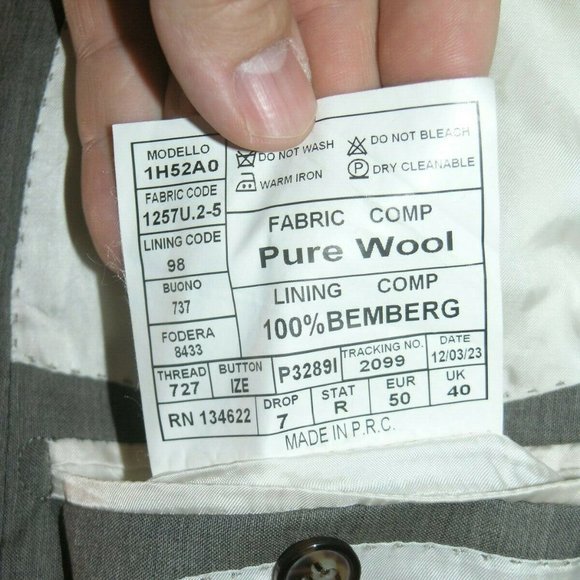 MODELLO
1H52A0
FABRIC CODE
1257U.2-5
LINING CODE
98
BUONO
737
FODERA
8433
DO NOT WASH
DO NOT BLEACH
WARM IRON
P DRY CLEANABLE
FABRIC COMP
Pure Wool
LINING COMP
100%BEMBERG
THREAD
727
BUTTON
IZE
P3289I
TRACKING NO.
2099
DATE
12/03/23
RN 134622
DROP
7
STAT
R
EUR
50
UK
40
MADE IN P.R.C.